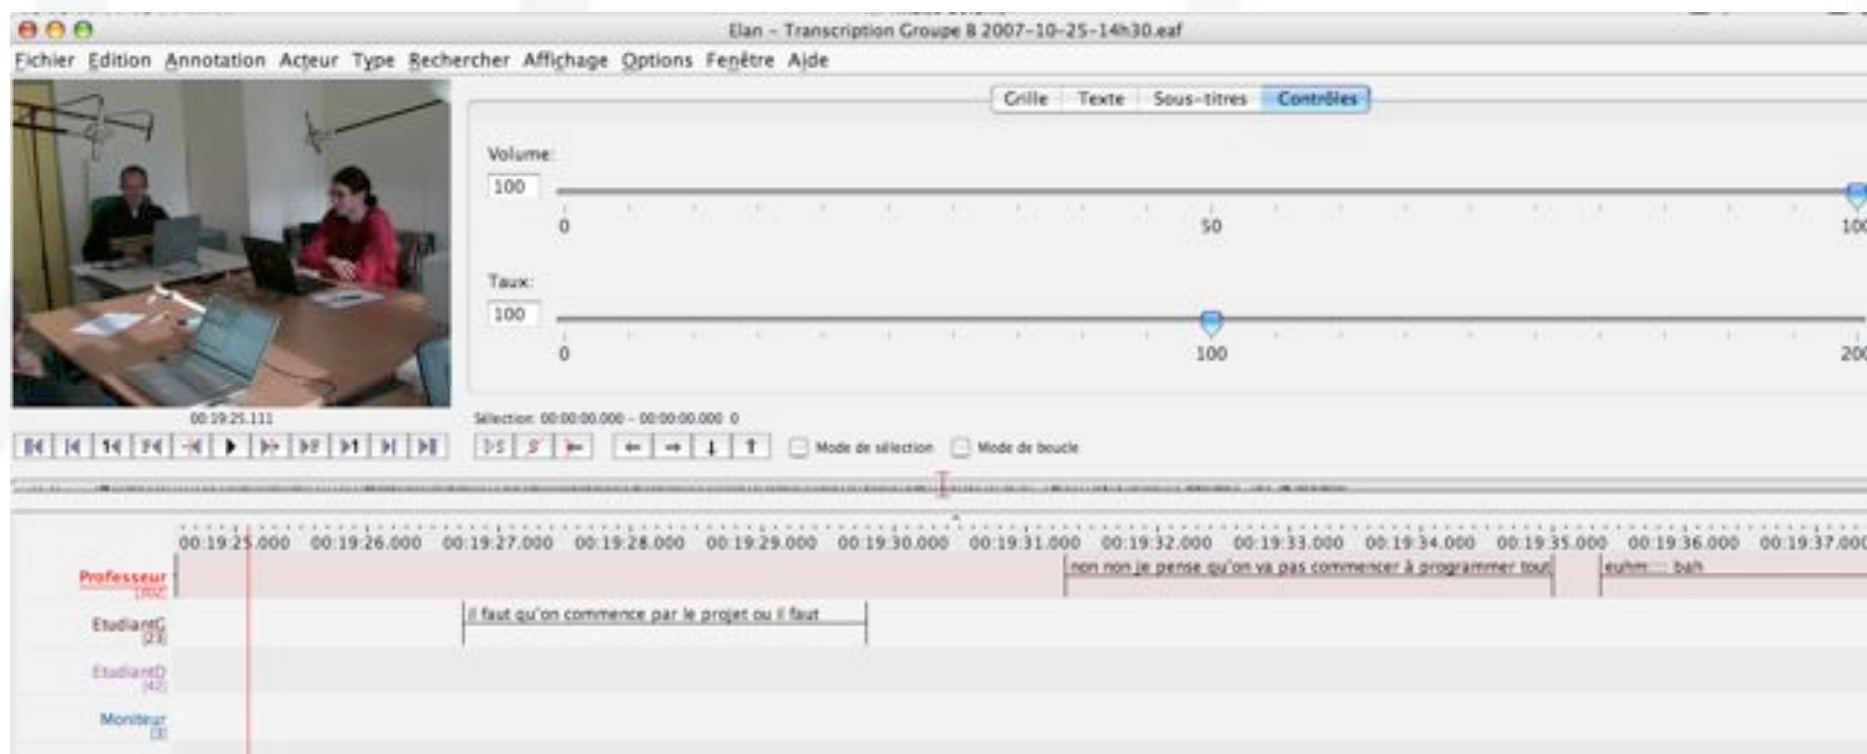 Elan - Transcription Groupe 8 2007-10-25-14h30.eaf
Fichier Edition Annotation Acteur Type Rechercher Affichage Options Fenêtre Aide
Grille Texte Sous-titres Contrôles
Volume:
100
0 50 100
Taux:
100
0 100 200
00:19:25.111
Sélection: 00:00:00.000 - 00:00:00.000 0
Mode de sélection Mode de boucle
00:19:25.000 00:19:26.000 00:19:27.000 00:19:28.000 00:19:29.000 00:19:30.000 00:19:31.000 00:19:32.000 00:19:33.000 00:19:34.000 00:19:35.000 00:19:36.000 00:19:37.000
non non je pense qu'on va pas commencer à programmer tout
euhm:::: bah
Professeur
il faut qu'on commence par le projet ou il faut
EtudiantG
[23]
EtudiantD
[42]
Moniteur
[3]